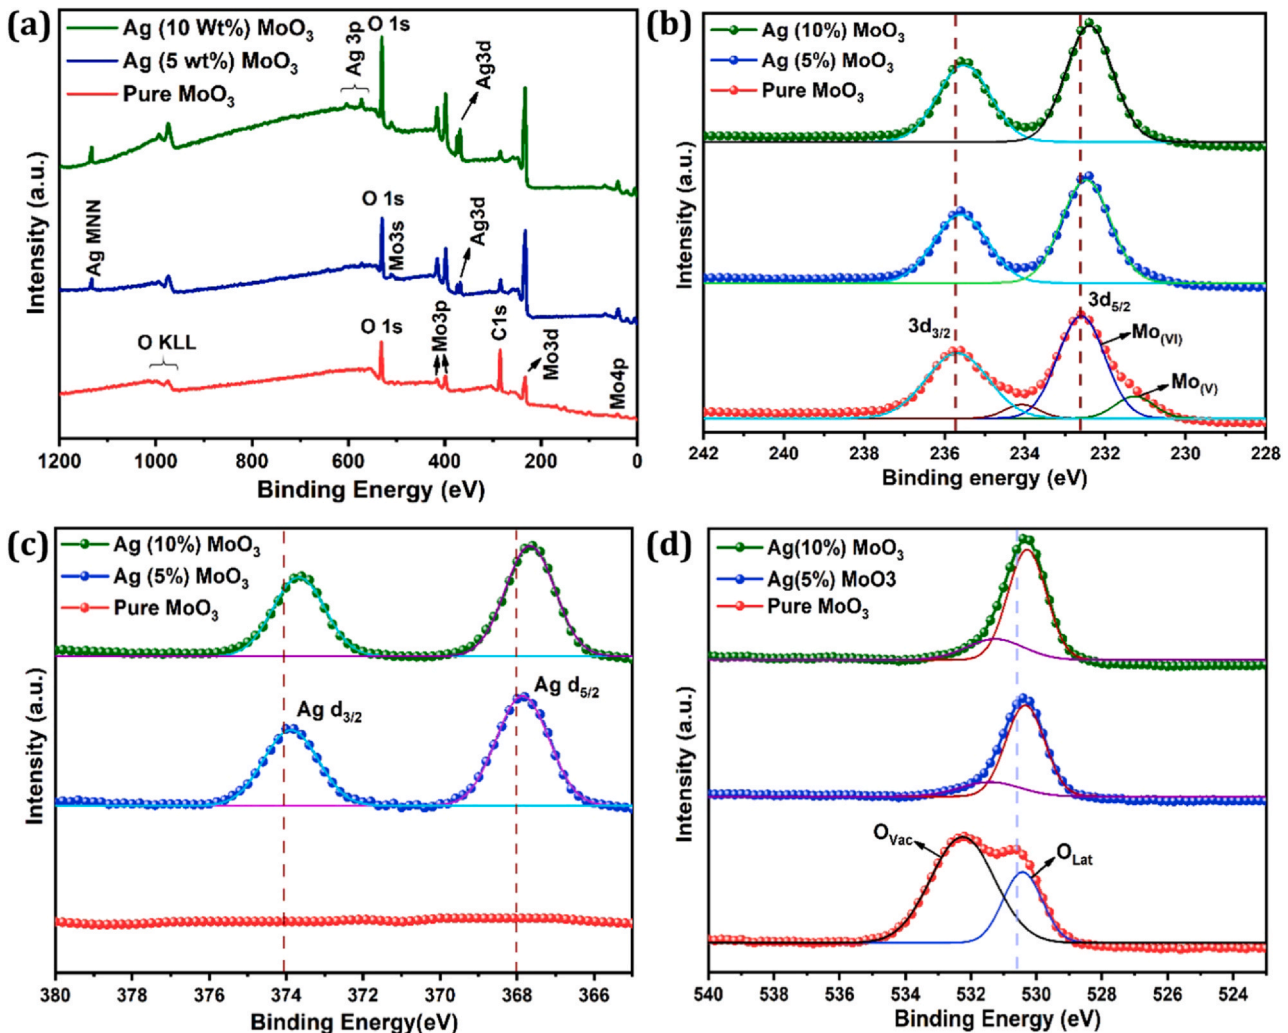 (a)
Ag (10 Wt%) MoO₃
Ag (5 wt%) MoO₃
Pure MoO₃
Ag 3p
O 1s
Ag3d
Ag MNN
O 1s
Mo3s
Ag3d
O KLL
O 1s
Mo3p
C1s
Mo3d
Mo4p
Intensity (a.u.)
1200 1000 800 600 400 200 0
Binding Energy (eV)
(b)
Ag (10%) MoO₃
Ag (5%) MoO₃
Pure MoO₃
3d₃/₂
3d₅/₂
Mo₍VI₎
Mo₍V₎
Intensity (a.u.)
242 240 238 236 234 232 230 228
Binding energy (eV)
(c)
Ag (10%) MoO₃
Ag (5%) MoO₃
Pure MoO₃
Ag d₃/₂
Ag d₅/₂
Intensity (a.u.)
380 378 376 374 372 370 368 366
Binding Energy(eV)
(d)
Ag(10%) MoO₃
Ag(5%) MoO3
Pure MoO₃
O Vac
O Lat
Intensity (a.u.)
540 538 536 534 532 530 528 526 524
Binding Energy (eV)